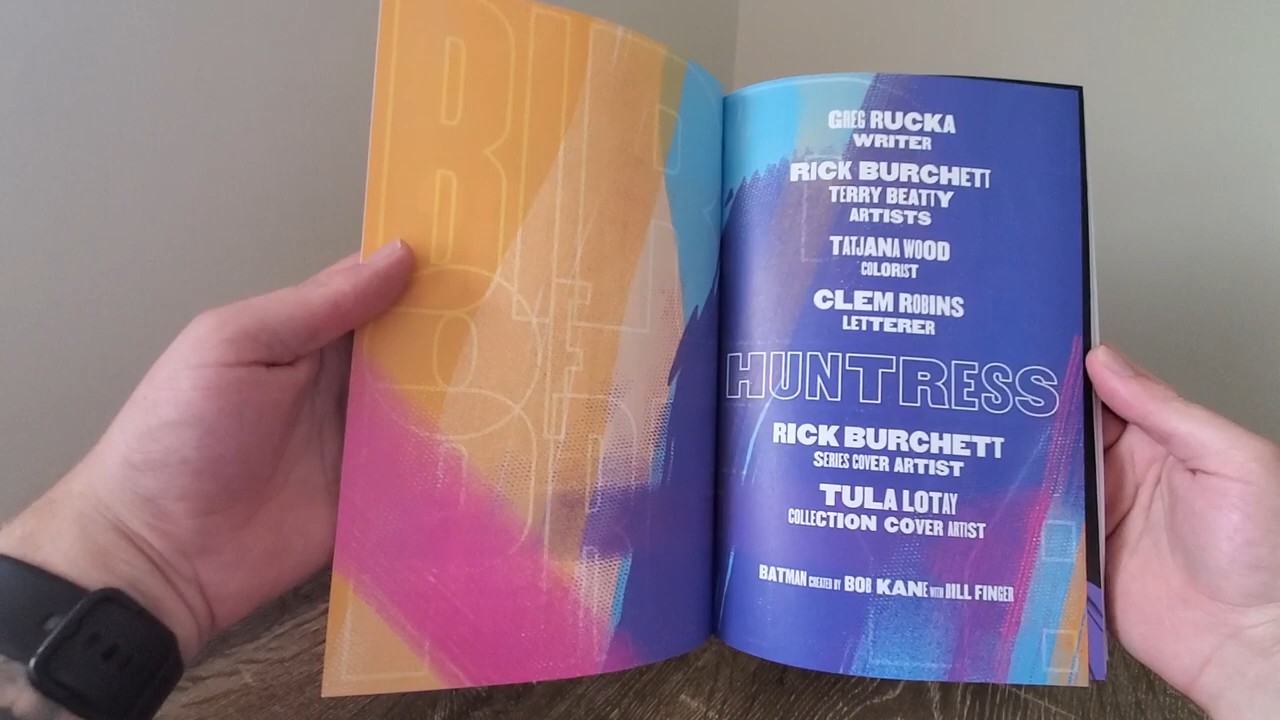 GREG RUCKA
WRITER
RICK BURCHETT
TERRY BEATTY
ARTISTS
TATJANA WOOD
COLORIST
CLEM ROBINS
LETTERER
HUNTRESS
RICK BURCHETT
SERIES COVER ARTIST
TULA LOTAY
COLLECTION COVER ARTIST
BATMAN CREATED BY BOB KANE WITH BILL FINGER